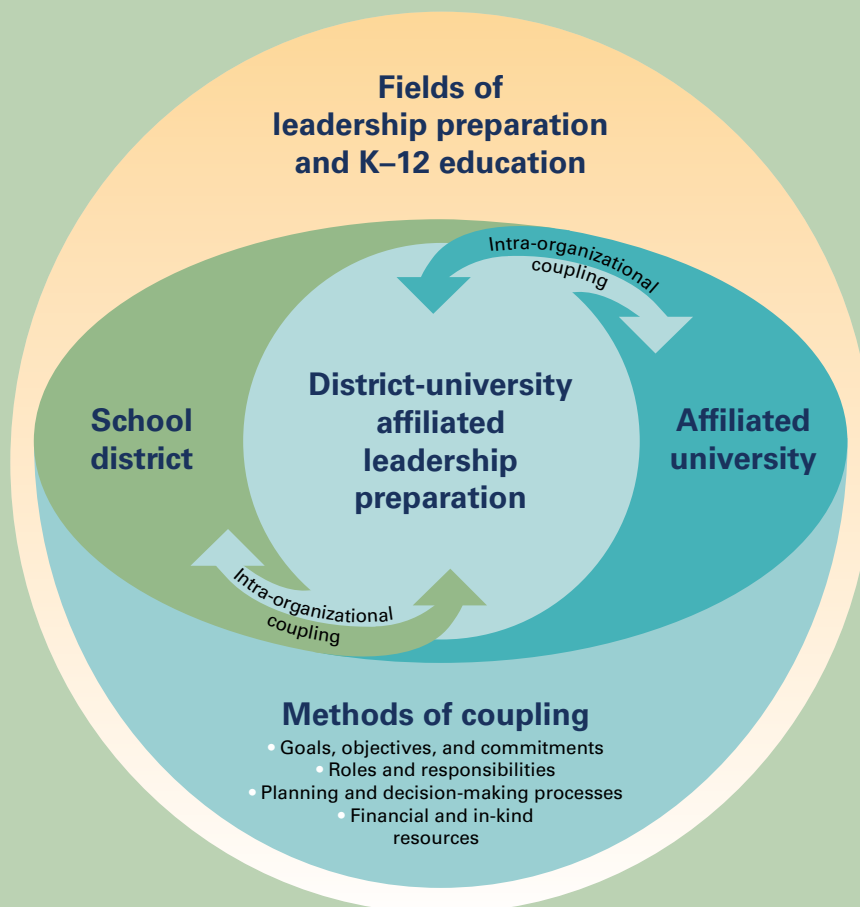 Fields of
leadership preparation
and K–12 education
Intra-organizational
coupling
School
district
District-university
affiliated
leadership
preparation
Affiliated
university
Intra-organizational
coupling
Methods of coupling
• Goals, objectives, and commitments
• Roles and responsibilities
• Planning and decision-making processes
• Financial and in-kind
resources